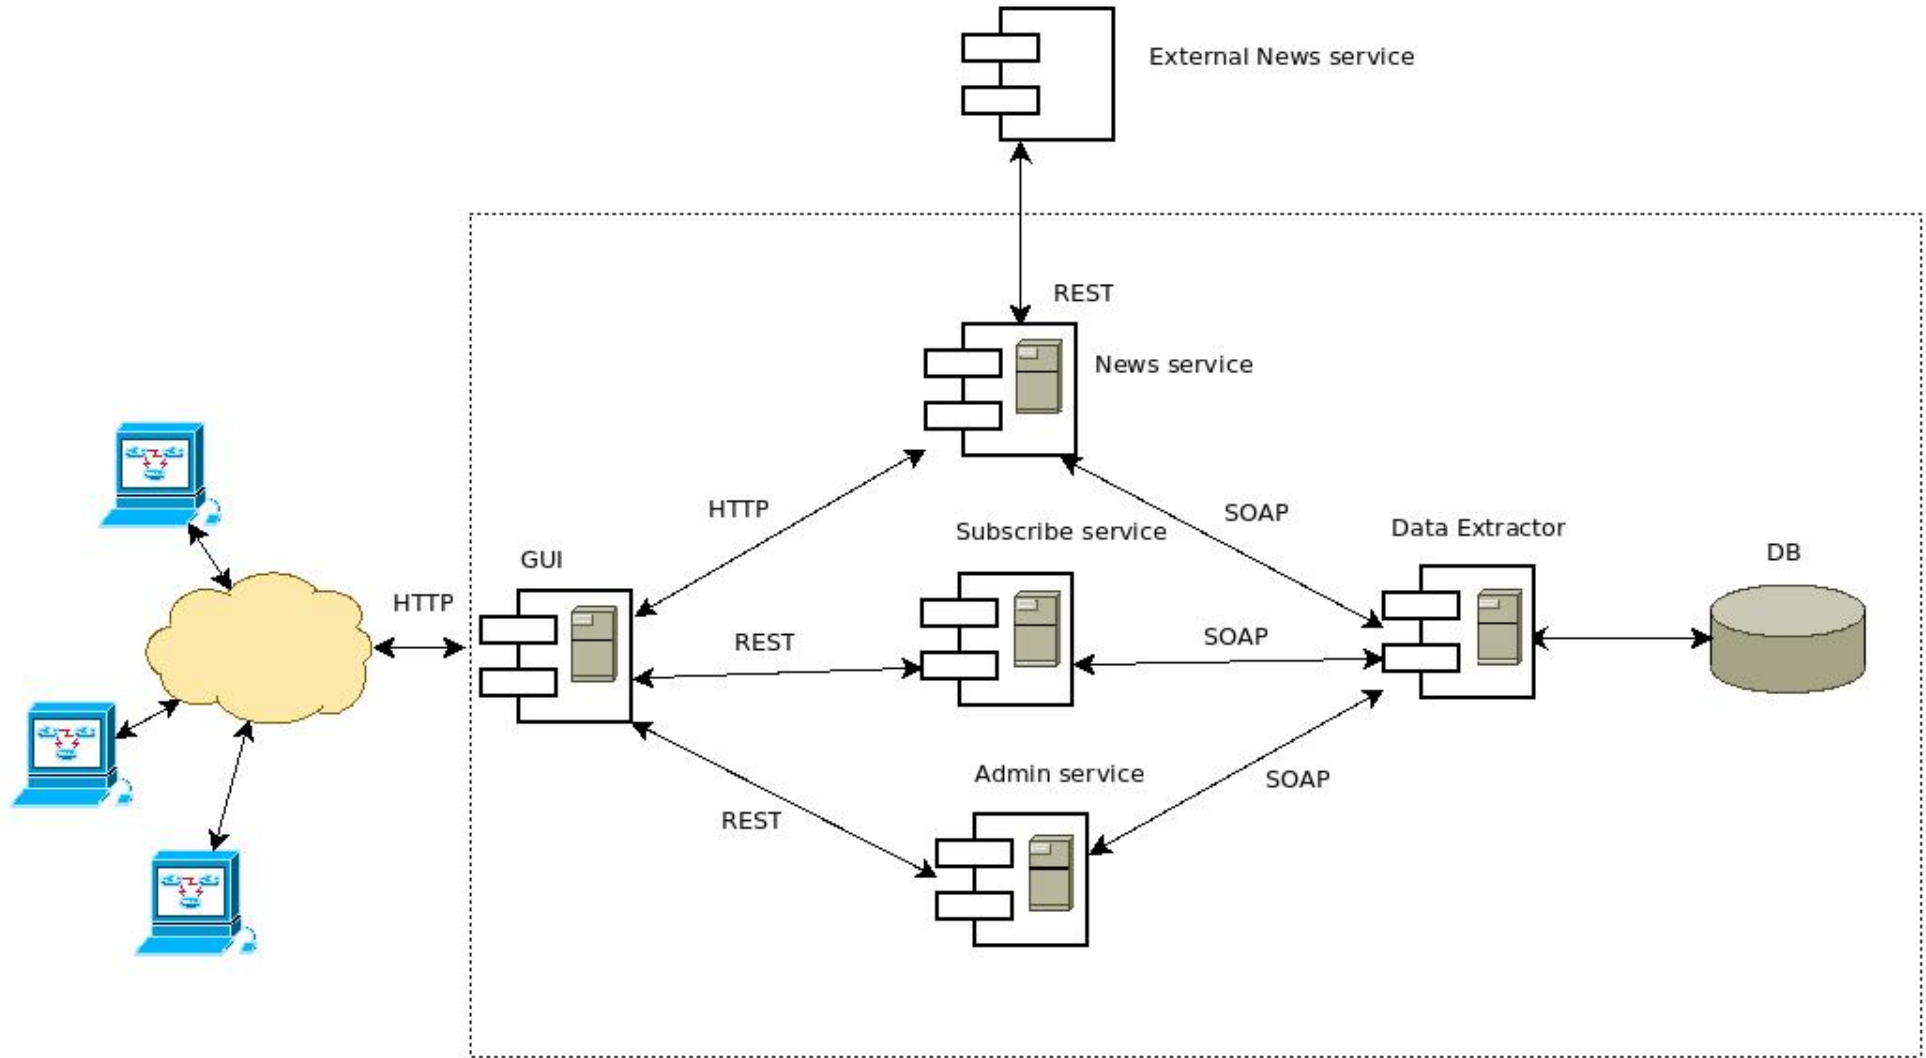 External News service
REST
News service
HTTP
SOAP
Subscribe service
Data Extractor
DB
GUI
HTTP
REST
SOAP
Admin service
SOAP
REST